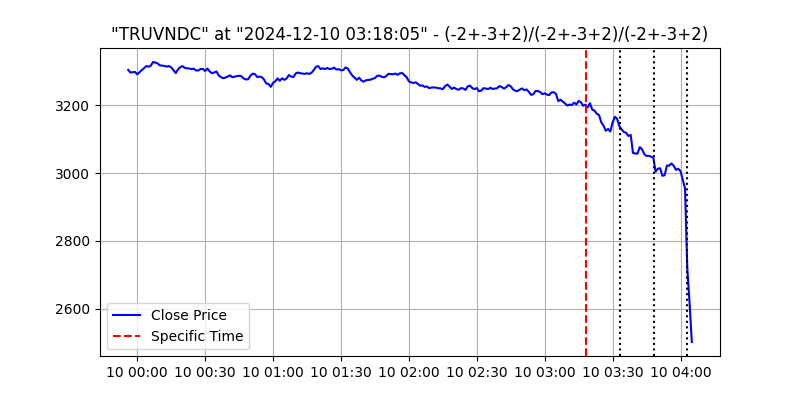 "TRUVNDC" at "2024-12-10 03:18:05" - (-2+-3+2)/(-2+-3+2)/(-2+-3+2)
3200
3000
2800
2600
Close Price
Specific Time
10 00:00 10 00:30 10 01:00 10 01:30 10 02:00 10 02:30 10 03:00 10 03:30 10 04:00